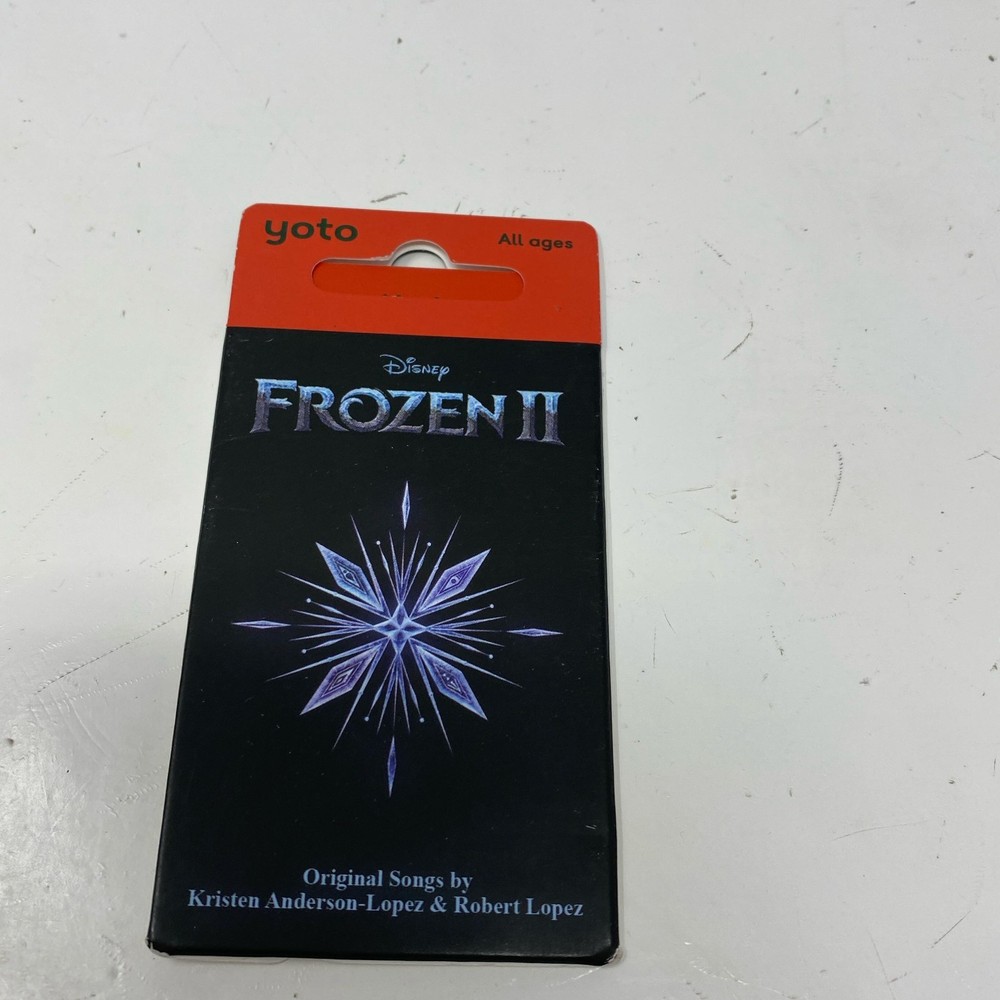 yoto
All ages
Disney
FROZEN II
Original Songs by
Kristen Anderson-Lopez & Robert Lopez